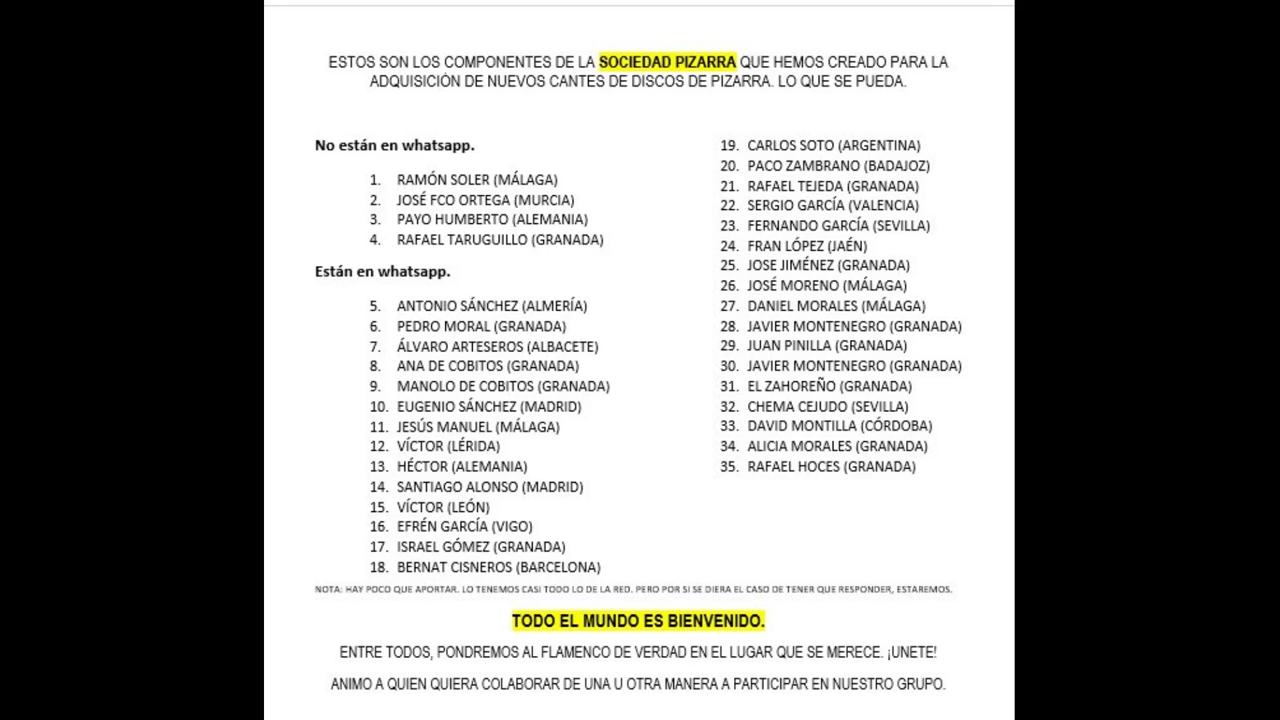 ESTOS SON LOS COMPONENTES DE LA SOCIEDAD PIZARRA QUE HEMOS CREADO PARA LA
ADQUISICIÓN DE NUEVOS CANTES DE DISCOS DE PIZARRA. LO QUE SE PUEDA.
No están en whatsapp.
1. RAMÓN SOLER (MÁLAGA)
2. JOSÉ FCO ORTEGA (MURCIA)
3. PAYO HUMBERTO (ALEMANIA)
4. RAFAEL TARUGUILLO (GRANADA)
Están en whatsapp.
5. ANTONIO SÁNCHEZ (ALMERÍA)
6. PEDRO MORAL (GRANADA)
7. ÁLVARO ARTESEROS (ALBACETE)
8. ANA DE COBITOS (GRANADA)
9. MANOLO DE COBITOS (GRANADA)
10. EUGENIO SÁNCHEZ (MADRID)
11. JESÚS MANUEL (MÁLAGA)
12. VÍCTOR (LÉRIDA)
13. HÉCTOR (ALEMANIA)
14. SANTIAGO ALONSO (MADRID)
15. VÍCTOR (LEÓN)
16. EFRÉN GARCÍA (VIGO)
17. ISRAEL GÓMEZ (GRANADA)
18. BERNAT CISNEROS (BARCELONA)
19. CARLOS SOTO (ARGENTINA)
20. PACO ZAMBRANO (BADAJOZ)
21. RAFAEL TEJEDA (GRANADA)
22. SERGIO GARCÍA (VALENCIA)
23. FERNANDO GARCÍA (SEVILLA)
24. FRAN LÓPEZ (JAÉN)
25. JOSE JIMÉNEZ (GRANADA)
26. JOSÉ MORENO (MÁLAGA)
27. DANIEL MORALES (MÁLAGA)
28. JAVIER MONTENEGRO (GRANADA)
29. JUAN PINILLA (GRANADA)
30. JAVIER MONTENEGRO (GRANADA)
31. EL ZAHOREÑO (GRANADA)
32. CHEMA CEJUDO (SEVILLA)
33. DAVID MONTILLA (CÓRDOBA)
34. ALICIA MORALES (GRANADA)
35. RAFAEL HOCES (GRANADA)
NOTA: HAY POCO QUE APORTAR. LO TENEMOS CASI TODO LO DE LA RED. PERO POR SI SE DIERA EL CASO DE TENER QUE RESPONDER, ESTAREMOS.
TODO EL MUNDO ES BIENVENIDO.
ENTRE TODOS, PONDREMOS AL FLAMENCO DE VERDAD EN EL LUGAR QUE SE MERECE. ¡UNETE!
ANIMO A QUIEN QUIERA COLABORAR DE UNA U OTRA MANERA A PARTICIPAR EN NUESTRO GRUPO.